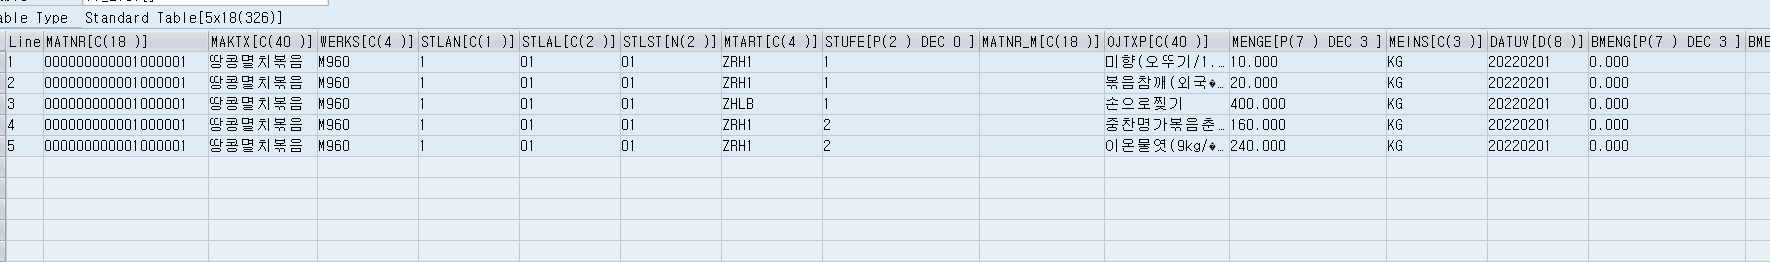 able Type Standard Table[5x18(326)]
Line MATNR[C(18 )] MAKTX[C(40 )] WERKS[C(4 )] STLAN[C(1 )] STLAL[C(2 )] STLST[N(2 )] MTART[C(4 )] STUFE[P(2 ) DEC 0 ] MATNR_M[C(18 )] OJTXP[C(40 )] MENGE[P(7 ) DEC 3 ] MEINS[C(3 )] DATUV[D(8 )] BMENG[P(7 ) DEC 3 ] BME
1 000000000001000001 땅콩멸치볶음 M960 1 01 01 ZRH1 1 미향(오뚜기/1.… 10.000 KG 20220201 0.000
2 000000000001000001 땅콩멸치볶음 M960 1 01 01 ZRH1 1 볶음참깨(외국�… 20.000 KG 20220201 0.000
3 000000000001000001 땅콩멸치볶음 M960 1 01 01 ZHLB 1 손으로찢기 400.000 KG 20220201 0.000
4 000000000001000001 땅콩멸치볶음 M960 1 01 01 ZRH1 2 중찬명가볶음춘… 160.000 KG 20220201 0.000
5 000000000001000001 땅콩멸치볶음 M960 1 01 01 ZRH1 2 이온물엿(9kg/�… 240.000 KG 20220201 0.000